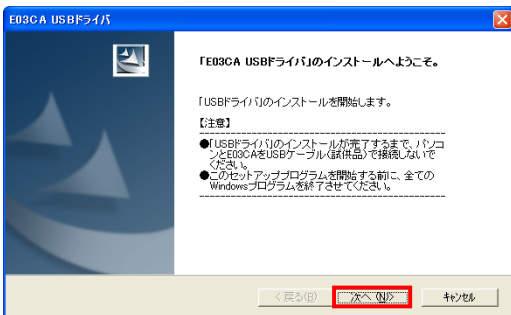 E03CA USBドライバ
「E03CA USBドライバ」のインストールへようこそ。
「USBドライバ」のインストールを開始します。
【注意】
●「USBドライバ」のインストールが完了するまで、パソコ
ンとE03CAをUSBケーブル(試供品)で接続しないで
ください。
●このセットアッププログラムを開始する前に、全ての
Windowsプログラムを終了させてください。
< 戻る(B)
次へ (N)>
キャンセル